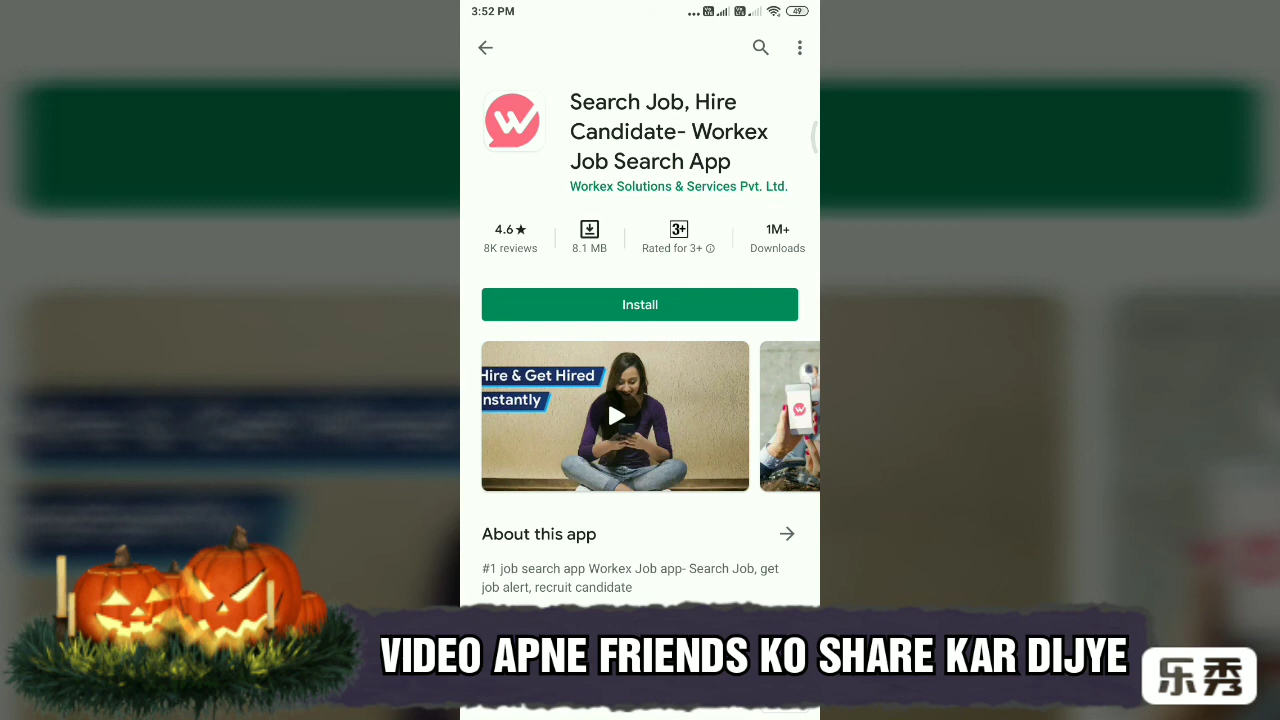 3:52 PM
49
Search Job, Hire
Candidate- Workex
Job Search App
Workex Solutions & Services Pvt. Ltd.
4.6★
8K reviews
8.1 MB
3+
Rated for 3+
1M+
Downloads
Install
Hire & Get Hired
nstantly
About this app
#1 job search app Workex Job app- Search Job, get
job alert, recruit candidate
VIDEO APNE FRIENDS KO SHARE KAR DIJYE
乐秀